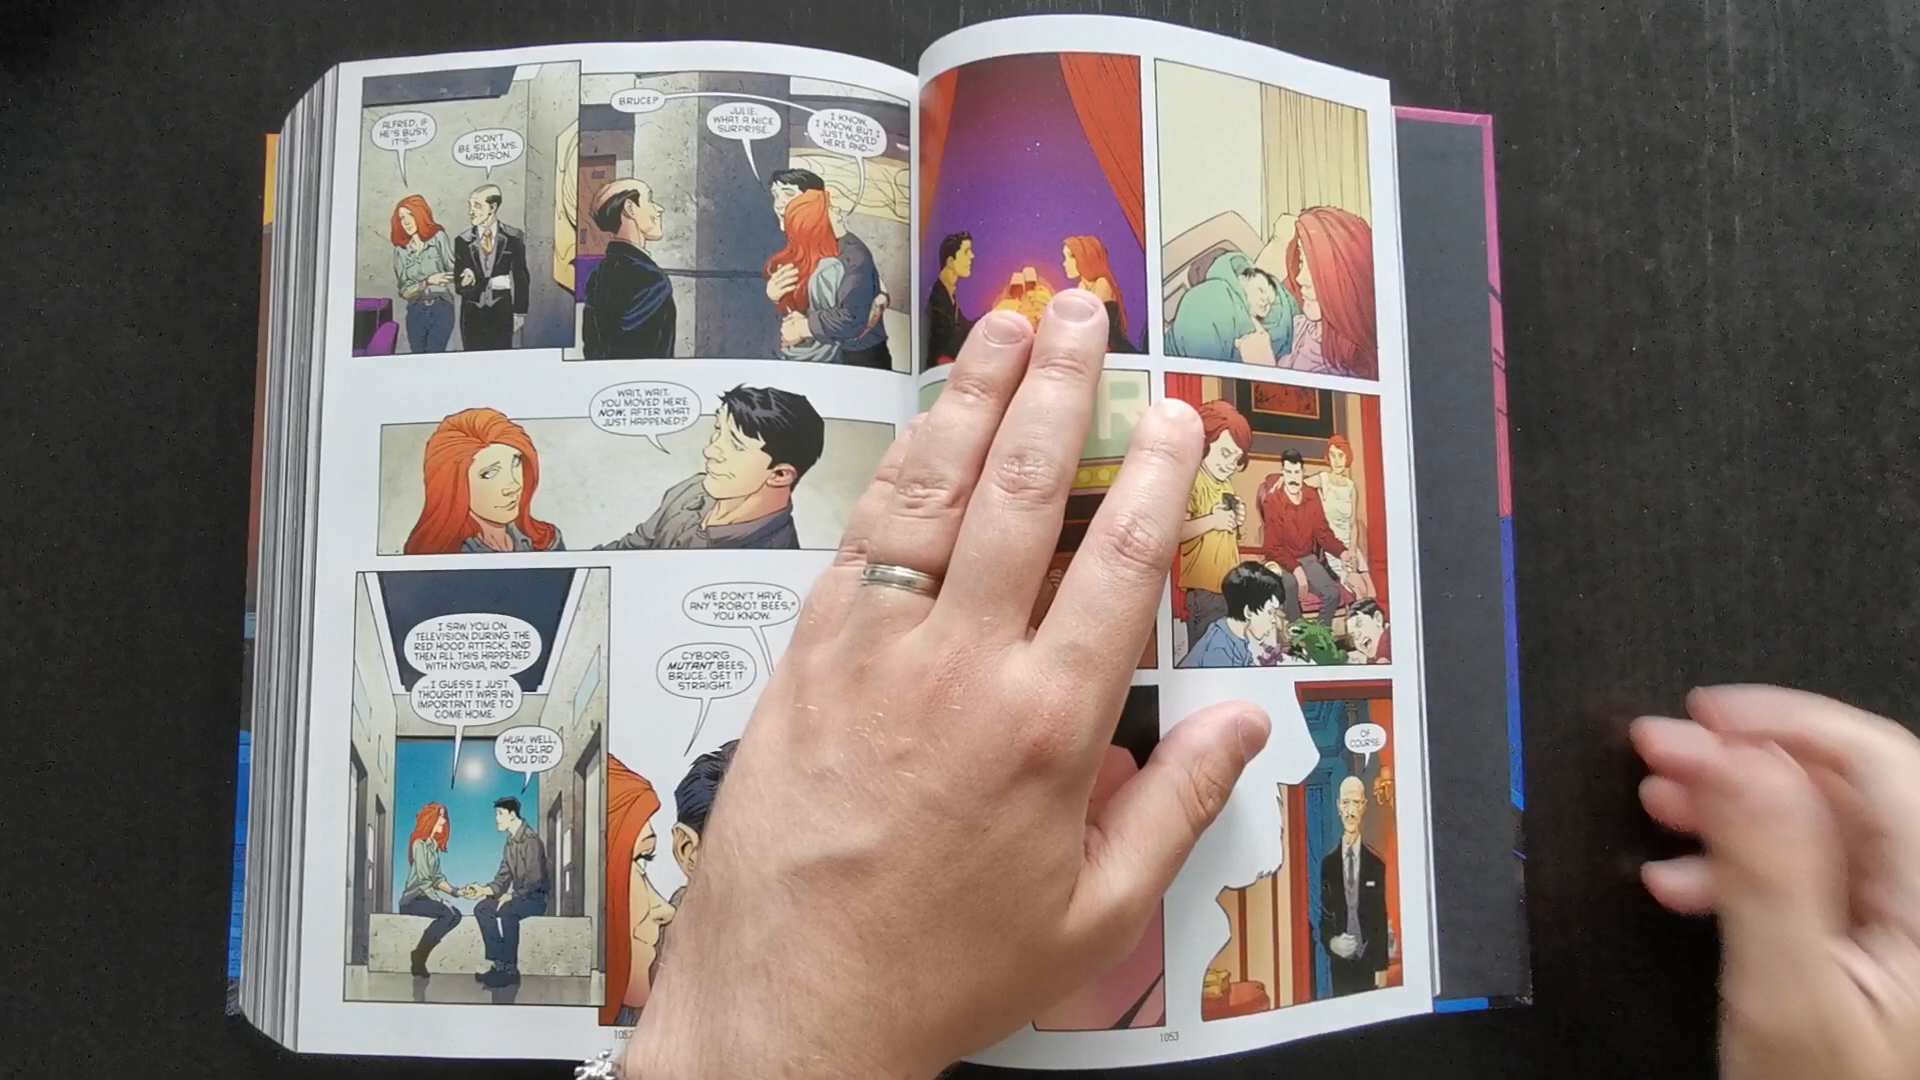 ALFRED, IF
HE'S BUSY,
IT'S--
DON'T
BE SILLY, MS.
MADISON.
BRUCE?
JULIE.
WHAT A NICE
SURPRISE.
I KNOW,
I KNOW, BUT I
JUST MOVED
HERE AND--
WAIT, WAIT.
YOU MOVED HERE
NOW. AFTER WHAT
JUST HAPPENED?
I SAW YOU ON
TELEVISION DURING THE
RED HOOD ATTACK, AND
THEN ALL THIS HAPPENED
WITH NYGMA, AND...
...I GUESS I JUST
THOUGHT IT WAS AN
IMPORTANT TIME TO
COME HOME.
HUH. WELL,
I'M GLAD
YOU DID.
WE DON'T HAVE
ANY "ROBOT BEES,"
YOU KNOW.
CYBORG
MUTANT BEES,
BRUCE. GET IT
STRAIGHT.
1052
R
OF
COURSE.
1053